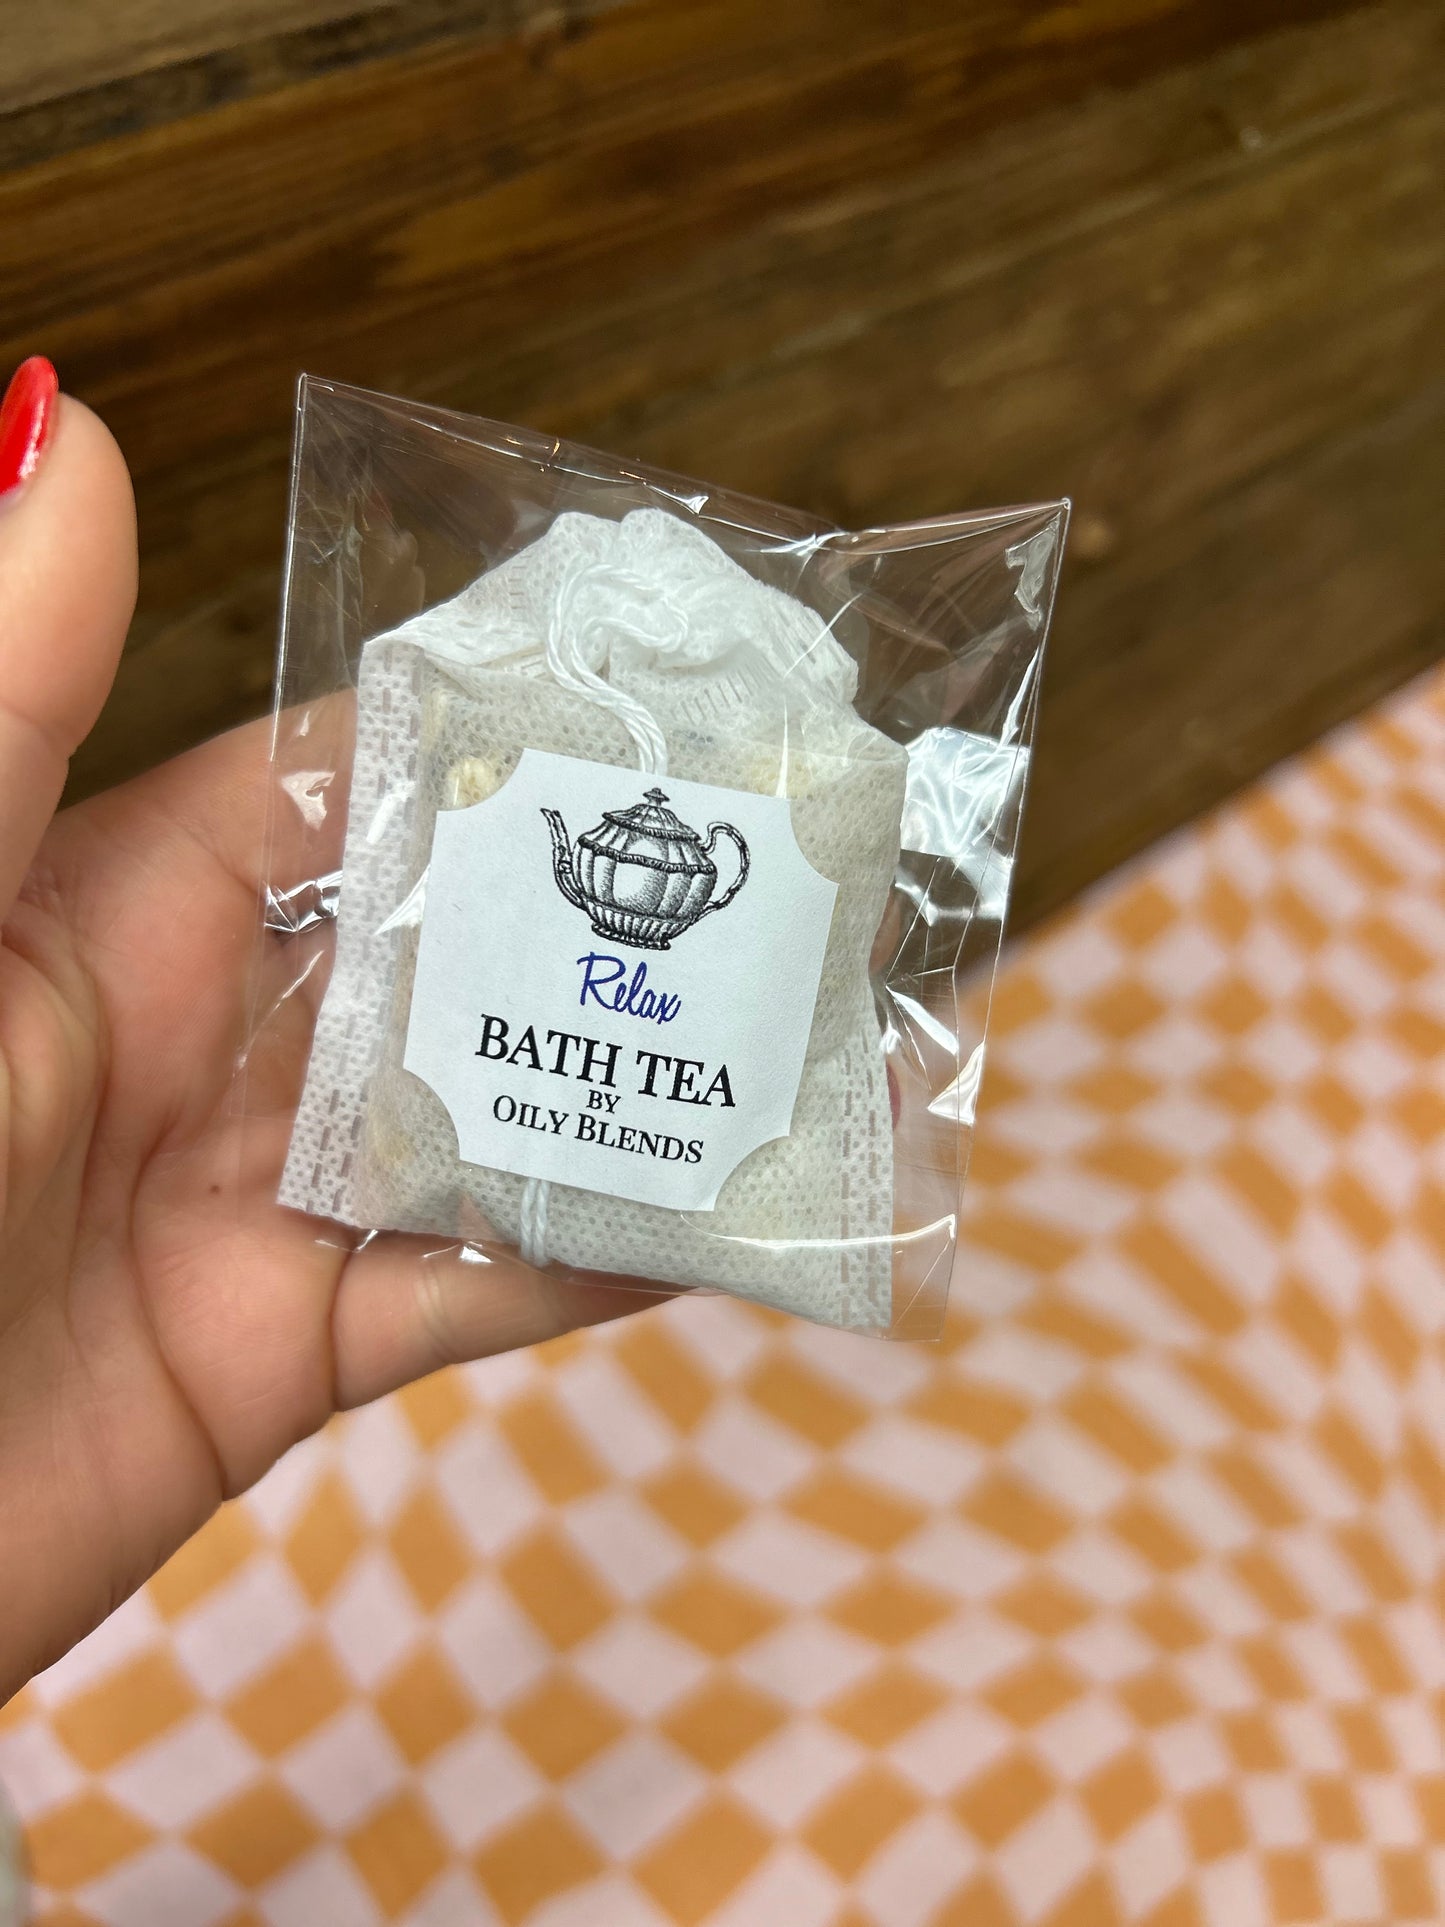 Relax
BATH TEA
BY
OILY BLENDS